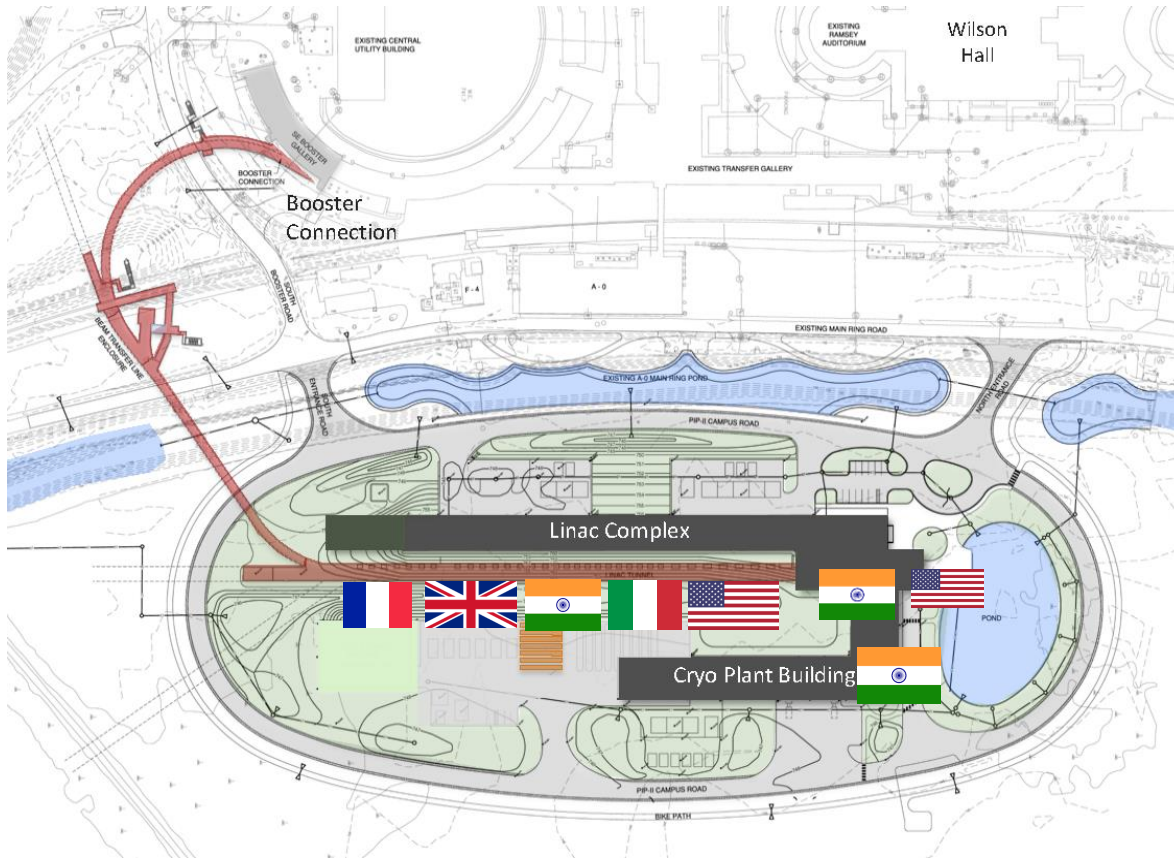 EXISTING CENTRAL
UTILITY BUILDING
EXISTING
RAMSEY
AUDITORIUM
Wilson
Hall
SE BOOSTER
GALLERY
BOOSTER
CONNECTION
EXISTING TRANSFER GALLERY
Booster
Connection
SOUTH
BOOSTER ROAD
F-4
A-0
BEAM TRANSFER LINE
ENCLOSURE
EXISTING MAIN RING ROAD
SOUTH
ENTRANCE ROAD
EXISTING A-0 MAIN RING POND
NORTH ENTRANCE
ROAD
PIP-II CAMPUS ROAD
Linac Complex
LINAC TUNNEL
POND
Cryo Plant Building
PIP-II CAMPUS ROAD
BIKE PATH